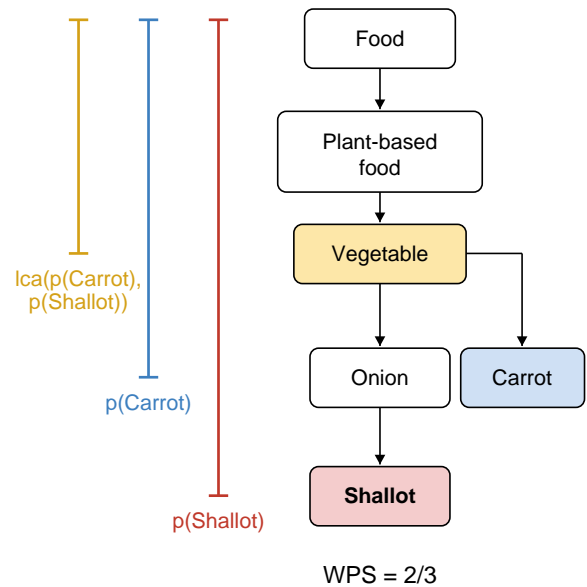 Food
Plant-based
food
Vegetable
lca(p(Carrot),
p(Shallot))
Onion
Carrot
p(Carrot)
Shallot
p(Shallot)
WPS = 2/3